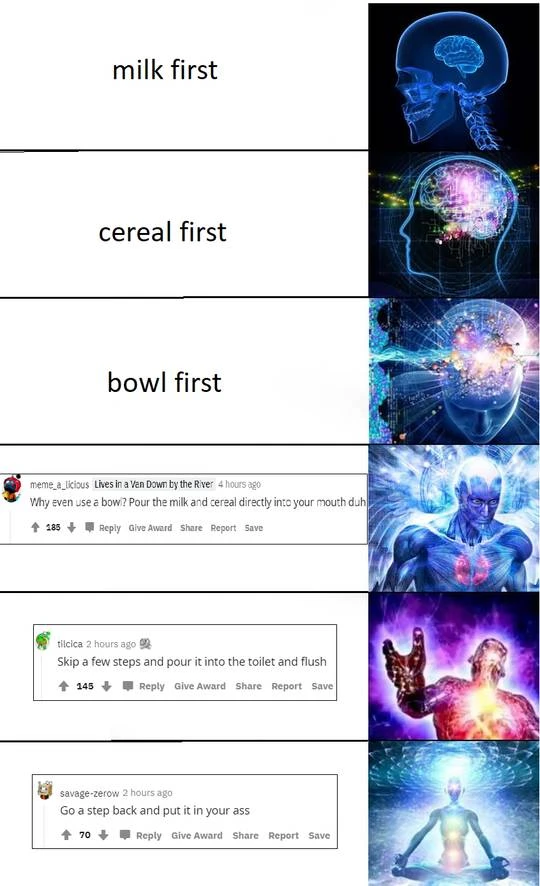 milk first
cereal first
bowl first
meme_a_licious Lives in a Van Down by the River 4 hours ago
Why even use a bowl? Pour the milk and cereal directly into your mouth duh
185 Reply Give Award Share Report Save
tilcica 2 hours ago
Skip a few steps and pour it into the toilet and flush
145 Reply Give Award Share Report Save
savage-zerow 2 hours ago
Go a step back and put it in your ass
70 Reply Give Award Share Report Save